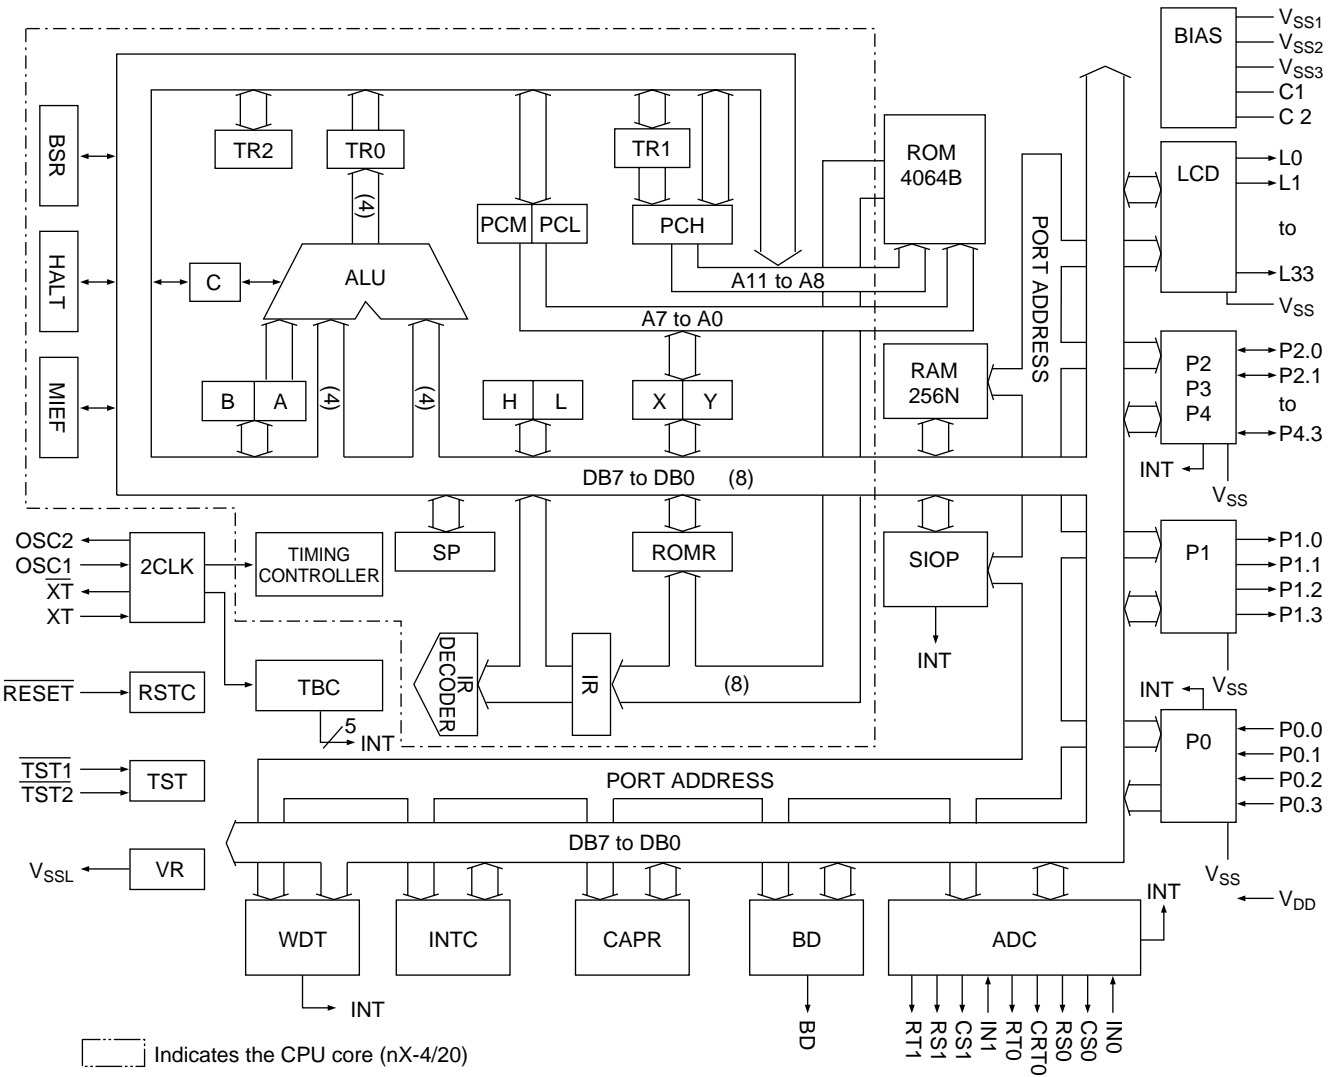 BIAS
VSS1
VSS2
VSS3
C1
C 2
BSR
HALT
MIEF
TR2
TR0
TR1
(4)
ALU
C
PCM
PCL
PCH
ROM
4064B
A11 to A8
A7 to A0
PORT ADDRESS
LCD
L0
L1
to
L33
VSS
B
A
(4)
(4)
H
L
X
Y
RAM
256N
P2
P3
P4
P2.0
P2.1
to
P4.3
INT
VSS
DB7 to DB0 (8)
OSC2
OSC1
XT
XT
2CLK
TIMING
CONTROLLER
SP
ROMR
SIOP
INT
P1
P1.0
P1.1
P1.2
P1.3
VSS
RESET
RSTC
TBC
5
INT
IR
DECODER
IR
(8)
INT
P0
P0.0
P0.1
P0.2
P0.3
VSS
VDD
TST1
TST2
TST
PORT ADDRESS
DB7 to DB0
VSSL
VR
WDT
INT
INTC
CAPR
BD
BD
ADC
INT
RT1
RS1
CS1
IN1
RT0
CRT0
RS0
CS0
IN0
Indicates the CPU core (nX-4/20)